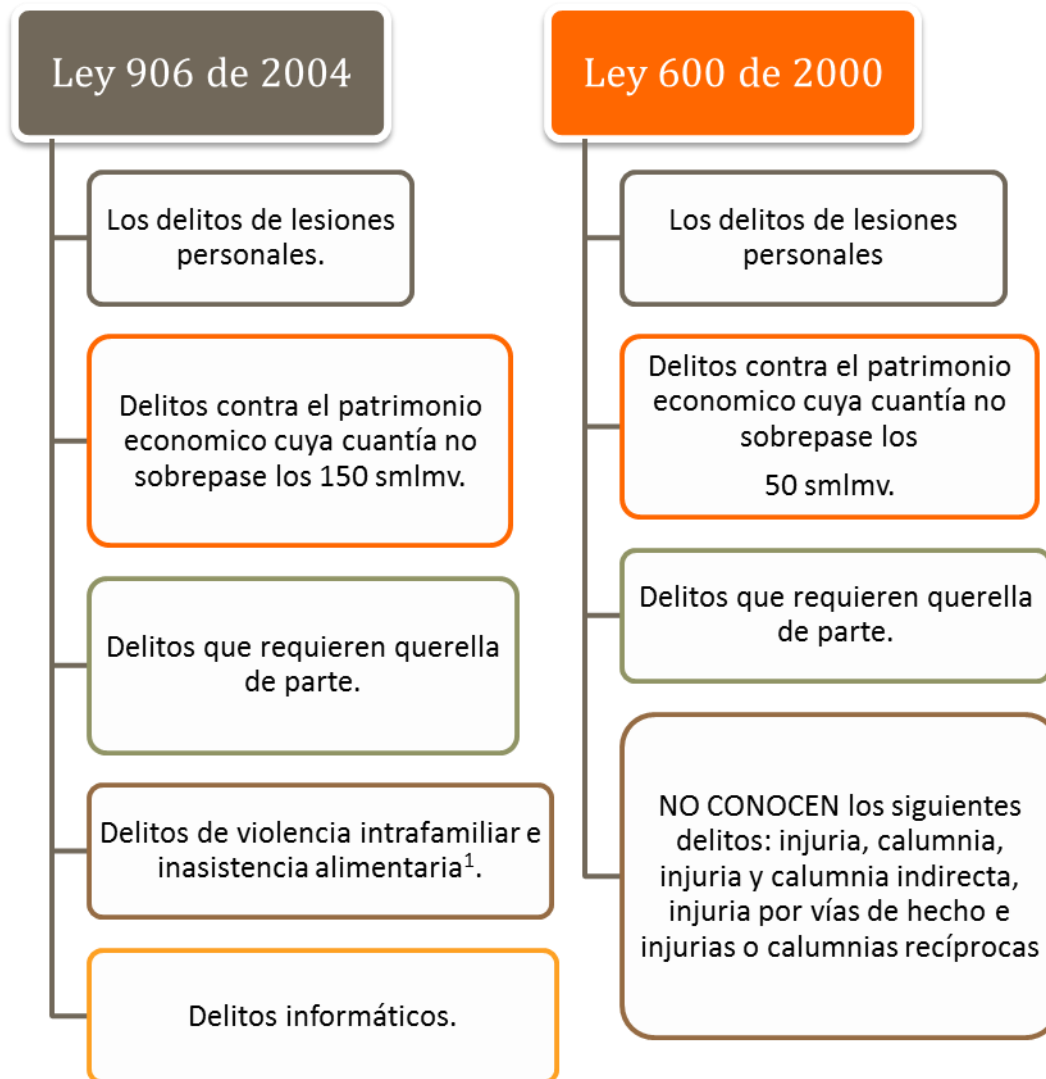 Ley 906 de 2004
Los delitos de lesiones
personales.
Delitos contra el patrimonio
economico cuya cuantía no
sobrepase los 150 smlmv.
Delitos que requieren querella
de parte.
Delitos de violencia intrafamiliar e
inasistencia alimentaria¹.
Delitos informáticos.
Ley 600 de 2000
Los delitos de lesiones
personales
Delitos contra el patrimonio
economico cuya cuantía no
sobrepase los
50 smlmv.
Delitos que requieren querella
de parte.
NO CONOCEN los siguientes
delitos: injuria, calumnia,
injuria y calumnia indirecta,
injuria por vías de hecho e
injurias o calumnias recíprocas